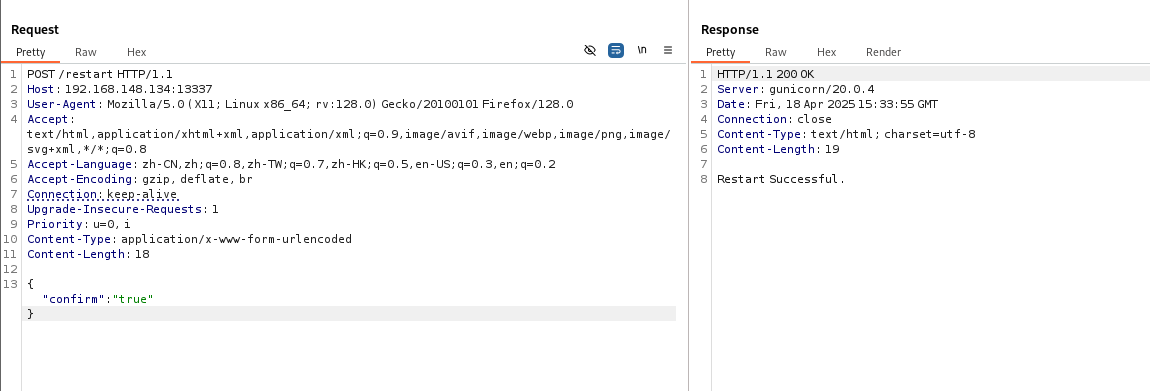 Request
Pretty Raw Hex
\n
1 POST /restart HTTP/1.1
2 Host: 192.168.148.134:13337
3 User-Agent: Mozilla/5.0 (X11; Linux x86_64; rv:128.0) Gecko/20100101 Firefox/128.0
4 Accept:
text/html,application/xhtml+xml,application/xml;q=0.9,image/avif,image/webp,image/png,image/
svg+xml,*/*;q=0.8
5 Accept-Language: zh-CN,zh;q=0.8,zh-TW;q=0.7,zh-HK;q=0.5,en-US;q=0.3,en;q=0.2
6 Accept-Encoding: gzip, deflate, br
7 Connection: keep-alive
8 Upgrade-Insecure-Requests: 1
9 Priority: u=0, i
10 Content-Type: application/x-www-form-urlencoded
11 Content-Length: 18
12
13 {
"confirm":"true"
}
Response
Pretty Raw Hex Render
1 HTTP/1.1 200 OK
2 Server: gunicorn/20.0.4
3 Date: Fri, 18 Apr 2025 15:33:55 GMT
4 Connection: close
5 Content-Type: text/html; charset=utf-8
6 Content-Length: 19
7
8 Restart Successful.